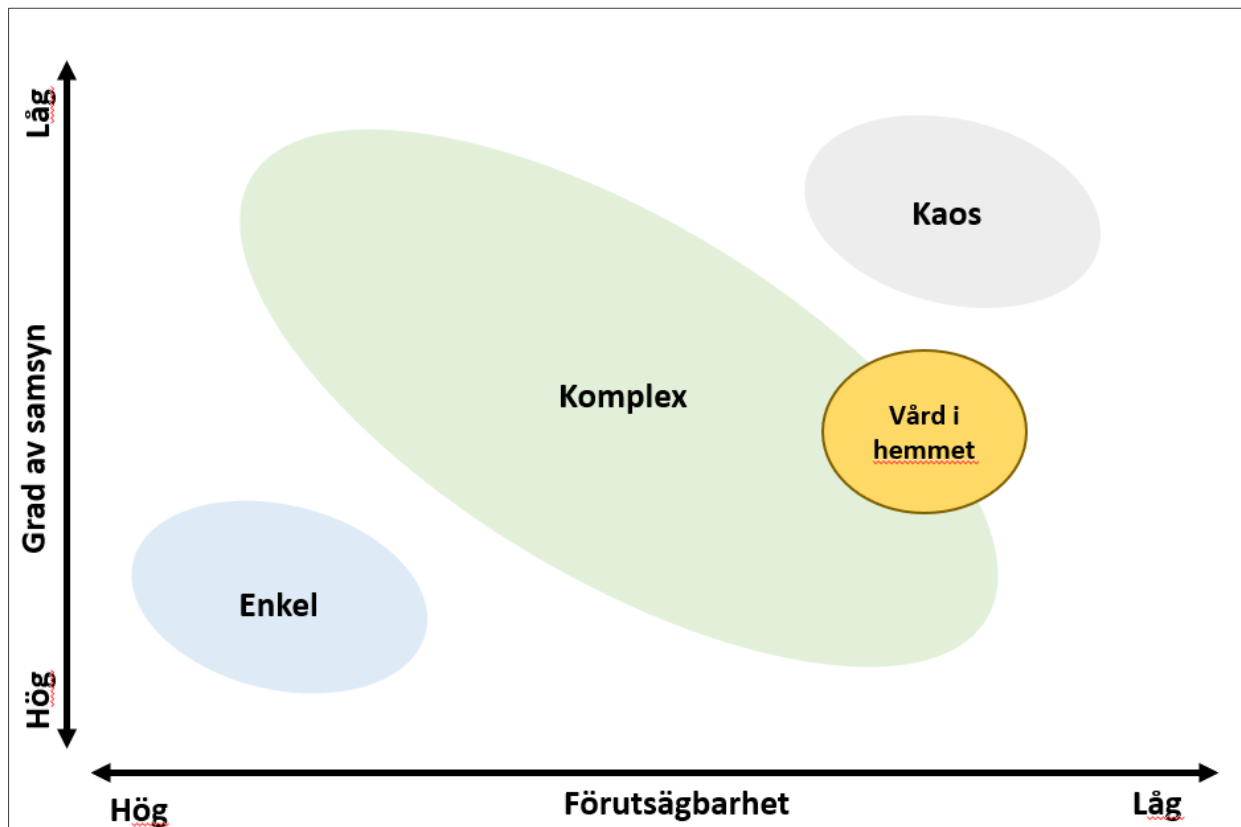 Låg
Kaos
Grad av samsyn
Komplex
Vård i
hemmet
Enkel
Hög
Hög
Förutsägbarhet
Låg